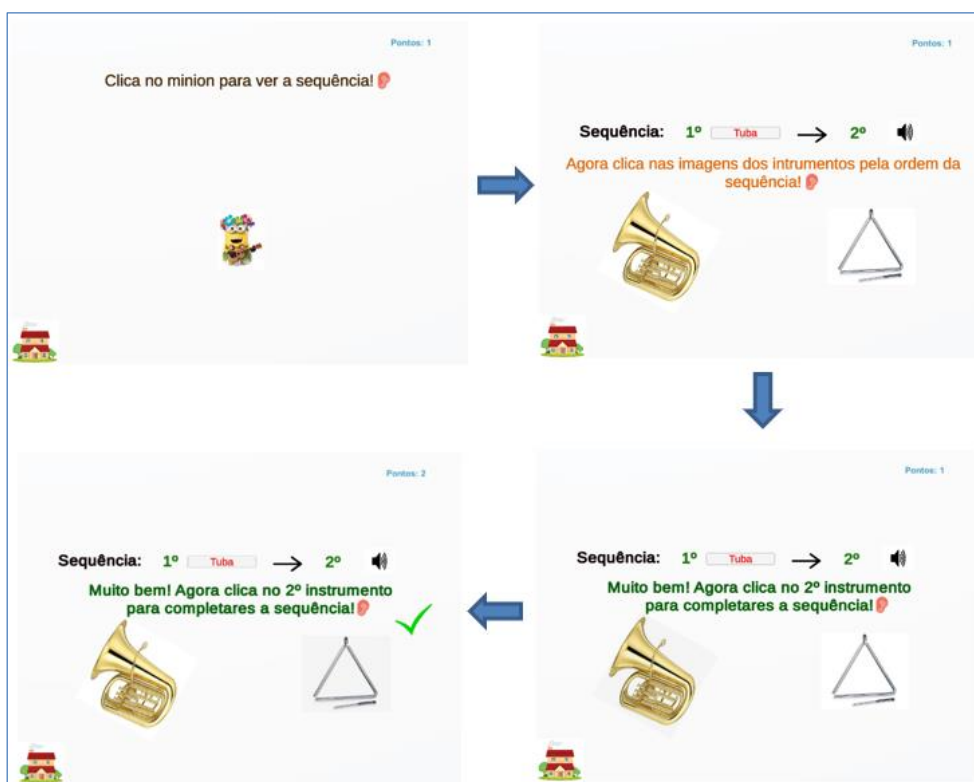 Pontos: 1
Clica no minion para ver a sequência!
Pontos: 1
Sequência: 1º Tuba 2º
Agora clica nas imagens dos intrumentos pela ordem da
sequência!
Pontos: 1
Sequência: 1º Tuba 2º
Muito bem! Agora clica no 2º instrumento
para completares a sequência!
Pontos: 2
Sequência: 1º Tuba 2º
Muito bem! Agora clica no 2º instrumento
para completares a sequência!